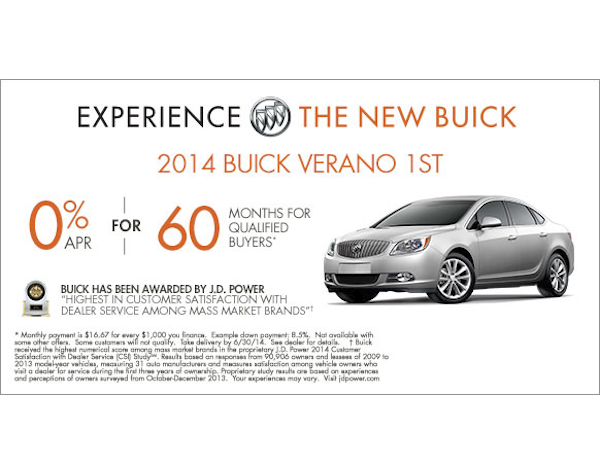 EXPERIENCE THE NEW BUICK
2014 BUICK VERANO 1ST
0% APR FOR 60 MONTHS FOR QUALIFIED BUYERS*
BUICK HAS BEEN AWARDED BY J.D. POWER
"HIGHEST IN CUSTOMER SATISFACTION WITH
DEALER SERVICE AMONG MASS MARKET BRANDS"†
* Monthly payment is $16.67 for every $1,000 you finance. Example down payment: 8.5%. Not available with
some other offers. Some customers will not qualify. Take delivery by 6/30/14. See dealer for details. † Buick
received the highest numerical score among mass market brands in the proprietary J.D. Power 2014 Customer
Satisfaction with Dealer Service (CSI) Study℠. Results based on responses from 90,906 owners and lessees of 2009 to
2013 model-year vehicles, measuring 31 auto manufacturers and measures satisfaction among vehicle owners who
visit a dealer for service during the first three years of ownership. Proprietary study results are based on experiences
and perceptions of owners surveyed from October-December 2013. Your experiences may vary. Visit jdpower.com